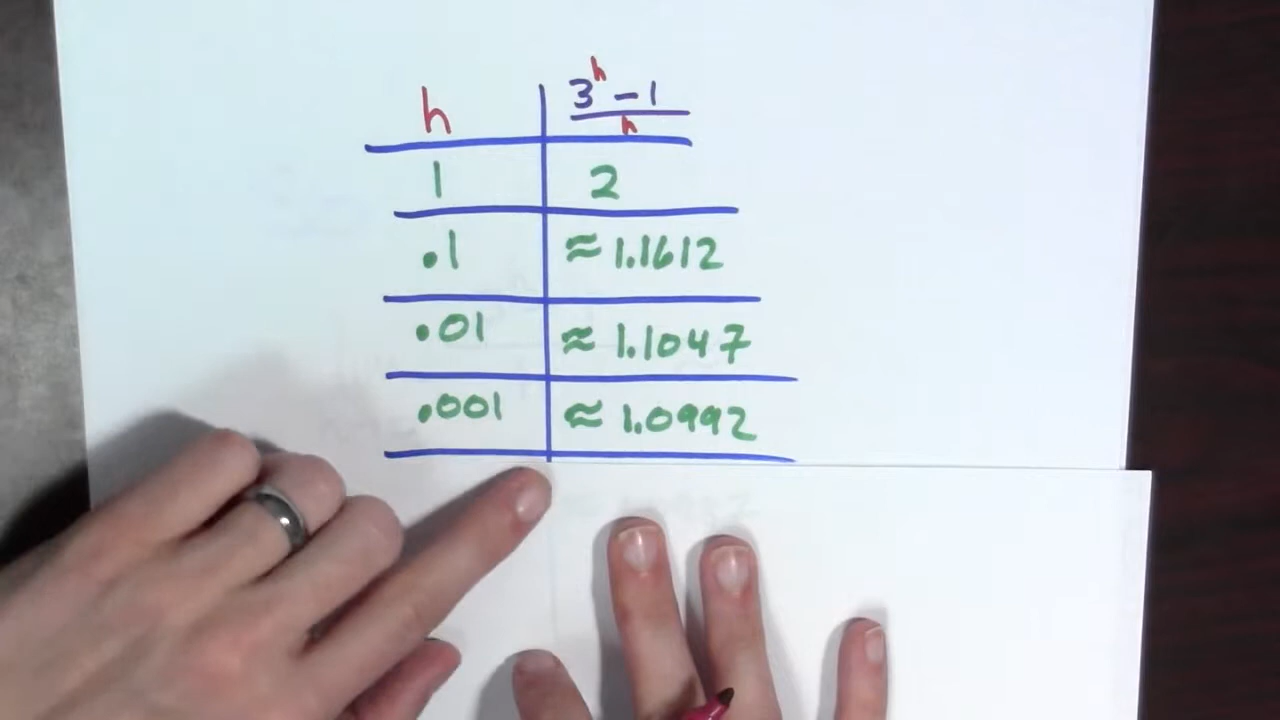 h | (3^h - 1)/h
1 | 2
.1 | ≈ 1.1612
.01 | ≈ 1.1047
.001 | ≈ 1.0992